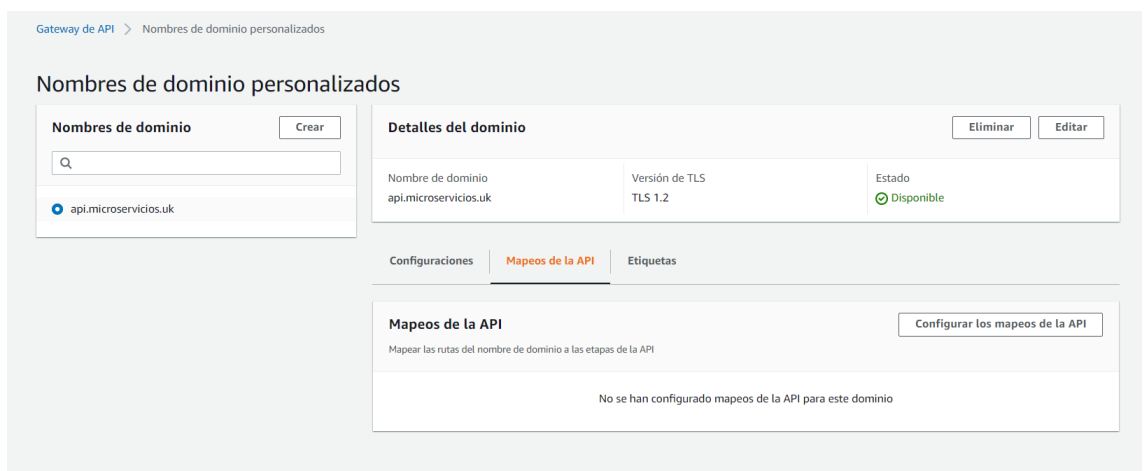 Gateway de API > Nombres de dominio personalizados
Nombres de dominio personalizados
Nombres de dominio
Crear
api.microservicios.uk
Detalles del dominio
Eliminar
Editar
Nombre de dominio
api.microservicios.uk
Versión de TLS
TLS 1.2
Estado
Disponible
Configuraciones
Mapeos de la API
Etiquetas
Mapeos de la API
Configurar los mapeos de la API
Mapear las rutas del nombre de dominio a las etapas de la API
No se han configurado mapeos de la API para este dominio